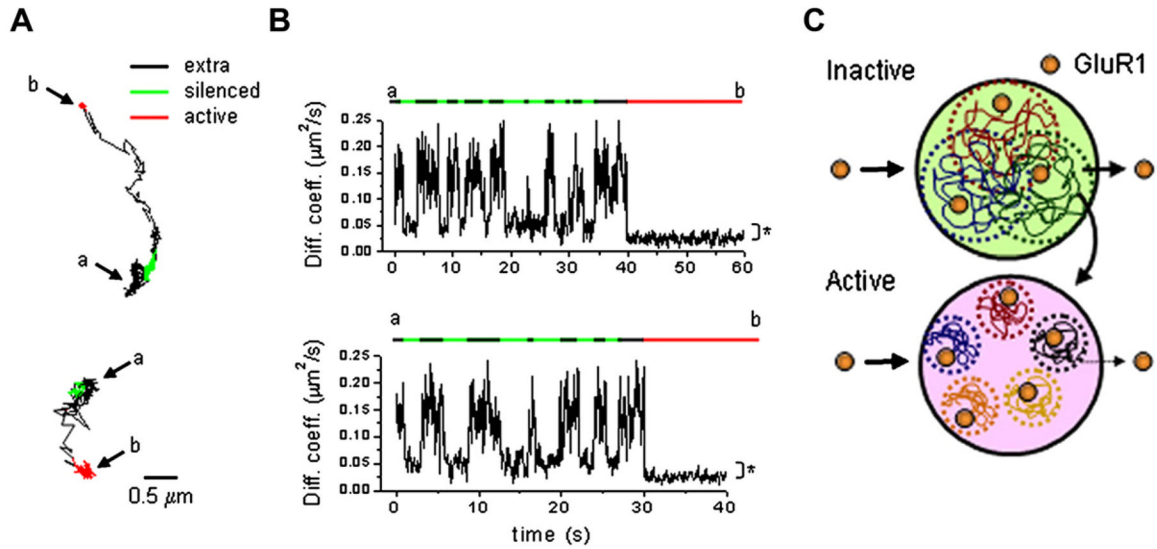 A
b
extra
silenced
active
a
a
b
0.5 μm
B
a
b
Diff. coeff. (μm²/s)
0.25
0.20
0.15
0.10
0.05
0.00
*
0 10 20 30 40 50 60
a
b
Diff. coeff. (μm²/s)
0.25
0.20
0.15
0.10
0.05
0.00
*
0 10 20 30 40
time (s)
C
Inactive
GluR1
Active